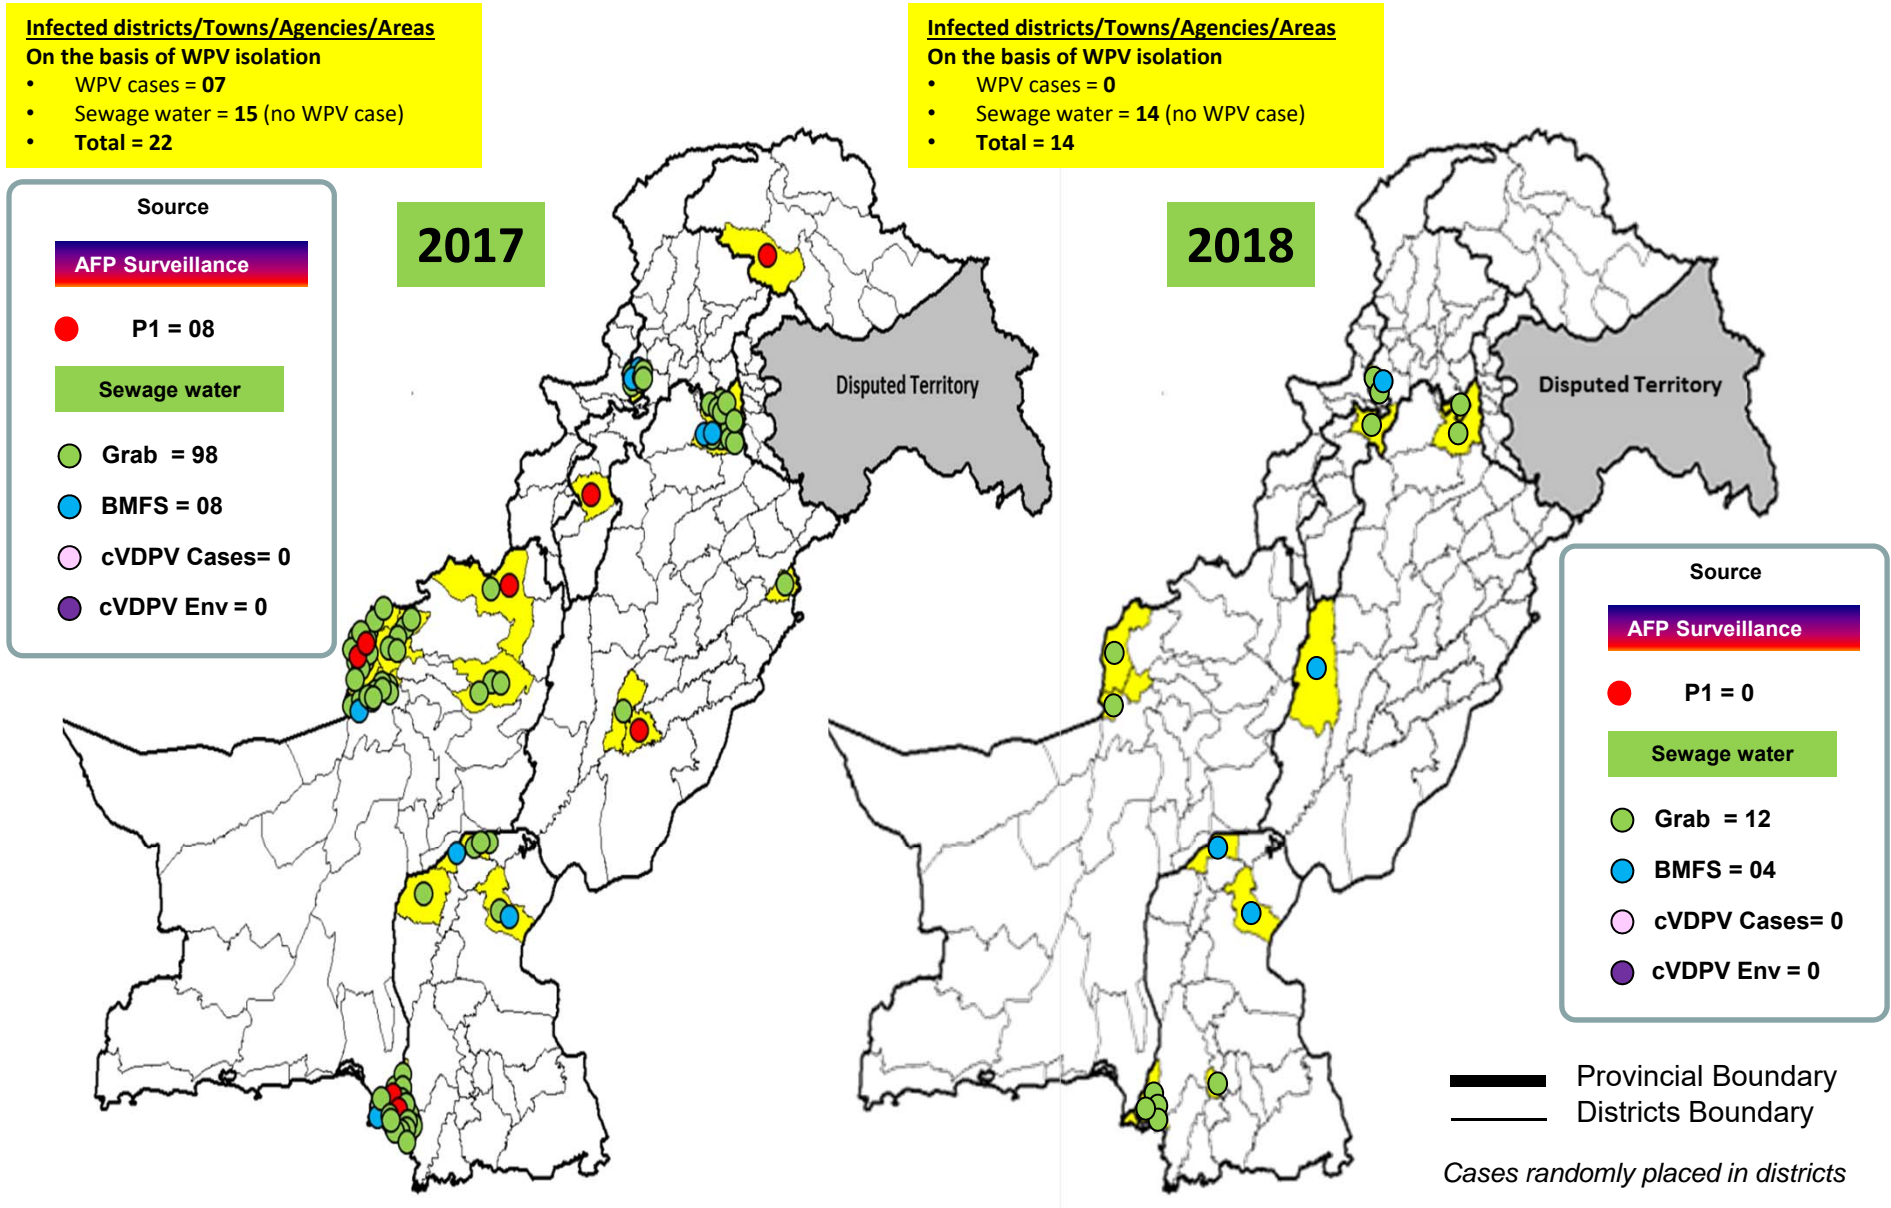 Infected districts/Towns/Agencies/Areas
On the basis of WPV isolation
• WPV cases = 07
• Sewage water = 15 (no WPV case)
• Total = 22
Source
AFP Surveillance
P1 = 08
Sewage water
Grab = 98
BMFS = 08
cVDPV Cases= 0
cVDPV Env = 0
2017
Disputed Territory
Infected districts/Towns/Agencies/Areas
On the basis of WPV isolation
• WPV cases = 0
• Sewage water = 14 (no WPV case)
• Total = 14
2018
Disputed Territory
Source
AFP Surveillance
P1 = 0
Sewage water
Grab = 12
BMFS = 04
cVDPV Cases= 0
cVDPV Env = 0
Provincial Boundary
Districts Boundary
Cases randomly placed in districts